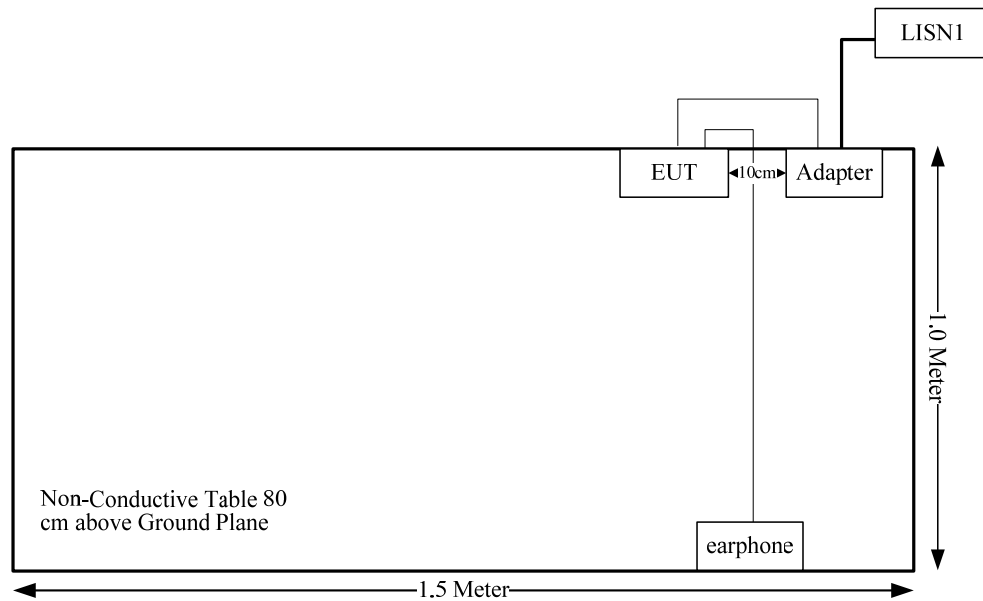 LISN1
EUT
10cm
Adapter
1.0 Meter
Non-Conductive Table 80
cm above Ground Plane
earphone
1.5 Meter